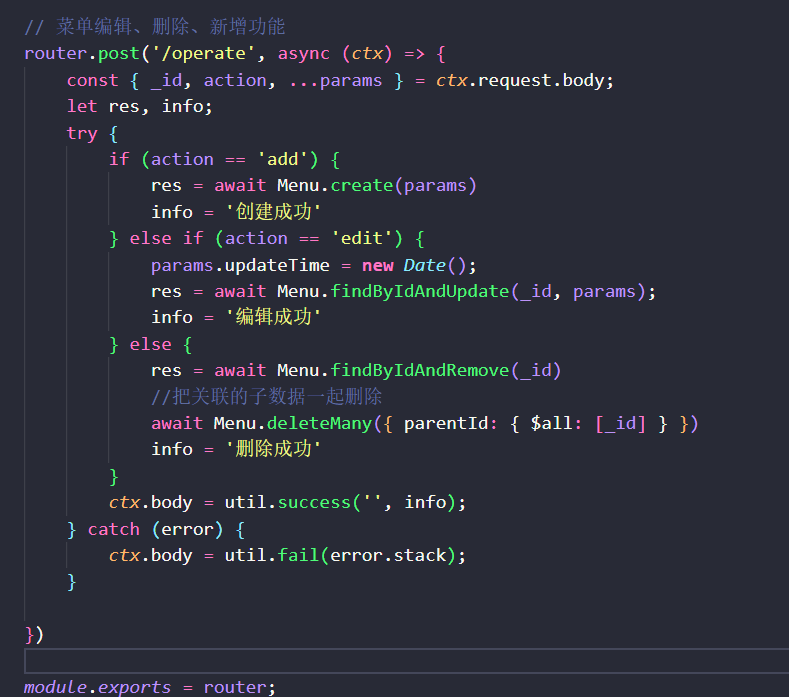 // 菜单编辑、删除、新增功能
router.post('/operate', async (ctx) => {
    const { _id, action, ...params } = ctx.request.body;
    let res, info;
    try {
        if (action == 'add') {
            res = await Menu.create(params)
            info = '创建成功'
        } else if (action == 'edit') {
            params.updateTime = new Date();
            res = await Menu.findByIdAndUpdate(_id, params);
            info = '编辑成功'
        } else {
            res = await Menu.findByIdAndRemove(_id)
            //把关联的子数据一起删除
            await Menu.deleteMany({ parentId: { $all: [_id] } })
            info = '删除成功'
        }
        ctx.body = util.success('', info);
    } catch (error) {
        ctx.body = util.fail(error.stack);
    }
})
module.exports = router;